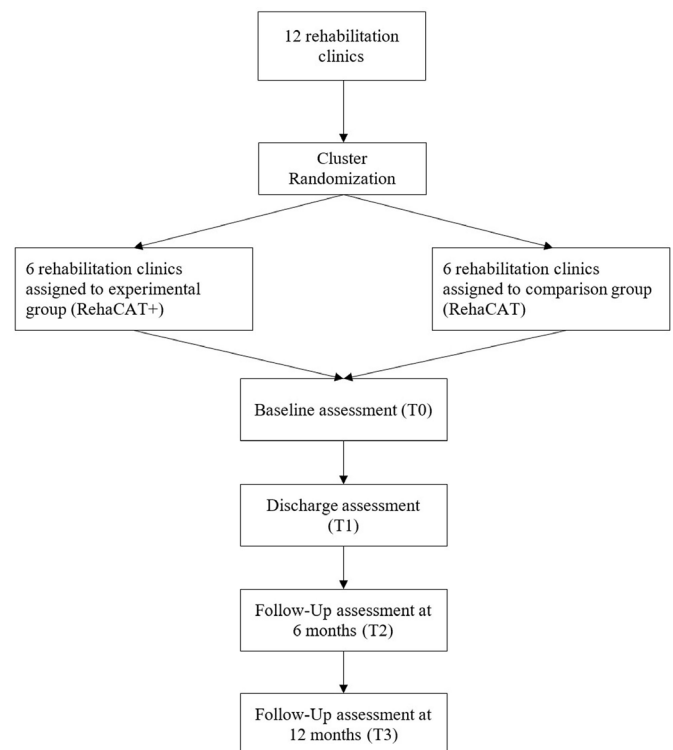 12 rehabilitation
clinics
Cluster
Randomization
6 rehabilitation clinics
assigned to experimental
group (RehaCAT+)
6 rehabilitation clinics
assigned to comparison group
(RehaCAT)
Baseline assessment (T0)
Discharge assessment
(T1)
Follow-Up assessment at
6 months (T2)
Follow-Up assessment at
12 months (T3)